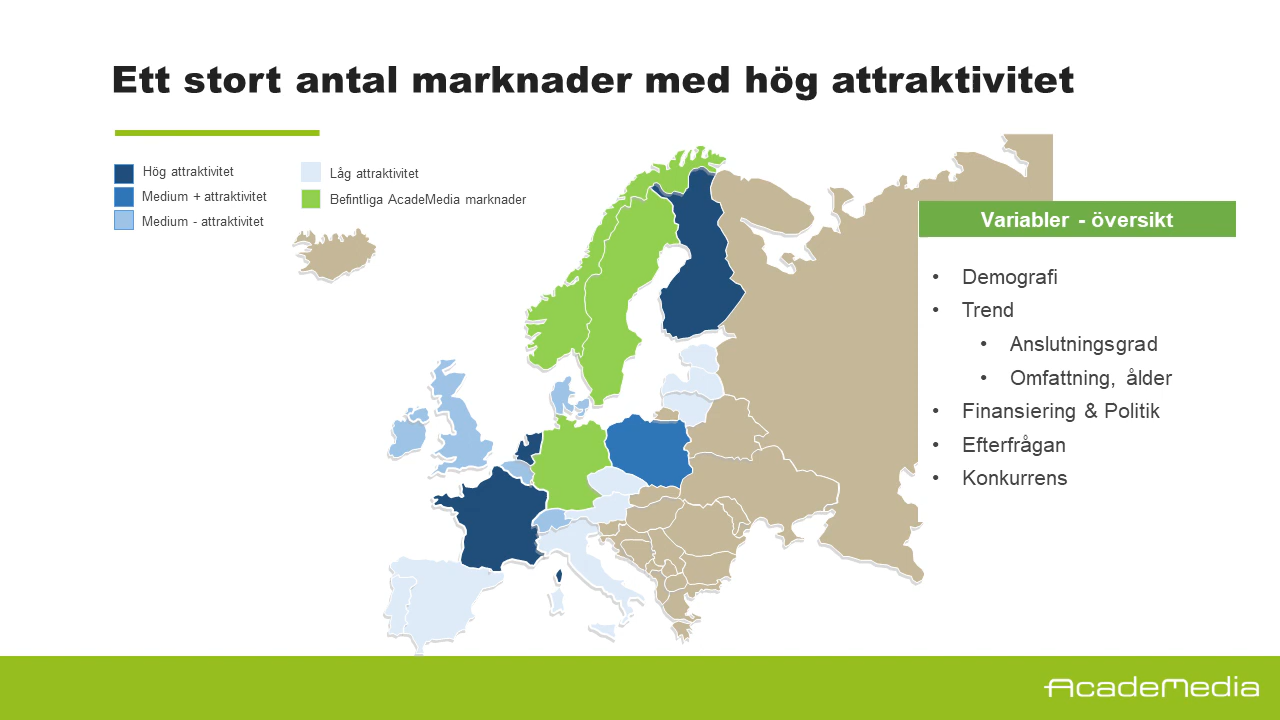 Ett stort antal marknader med hög attraktivitet
Hög attraktivitet
Medium + attraktivitet
Medium - attraktivitet
Låg attraktivitet
Befintliga AcadeMedia marknader
Variabler - översikt
• Demografi
• Trend
• Anslutningsgrad
• Omfattning, ålder
• Finansiering & Politik
• Efterfrågan
• Konkurrens
AcadeMedia